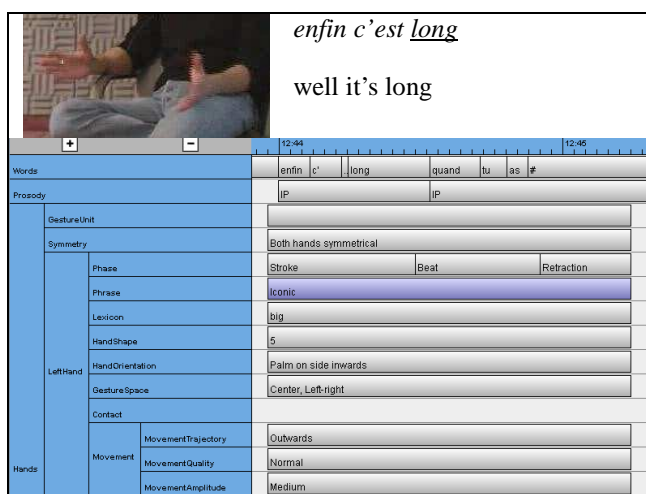 enfin c'est long
well it's long
+ -
12:44 12:45
Words enfin c' .. long quand tu as #
Prosody IP IP
GestureUnit
Symmetry Both hands symmetrical
Phase Stroke Beat Retraction
Phrase Iconic
Lexicon big
HandShape 5
LeftHand HandOrientation Palm on side inwards
GestureSpace Center, Left-right
Contact
MovementTrajectory Outwards
Hands Movement MovementQuality Normal
MovementAmplitude Medium